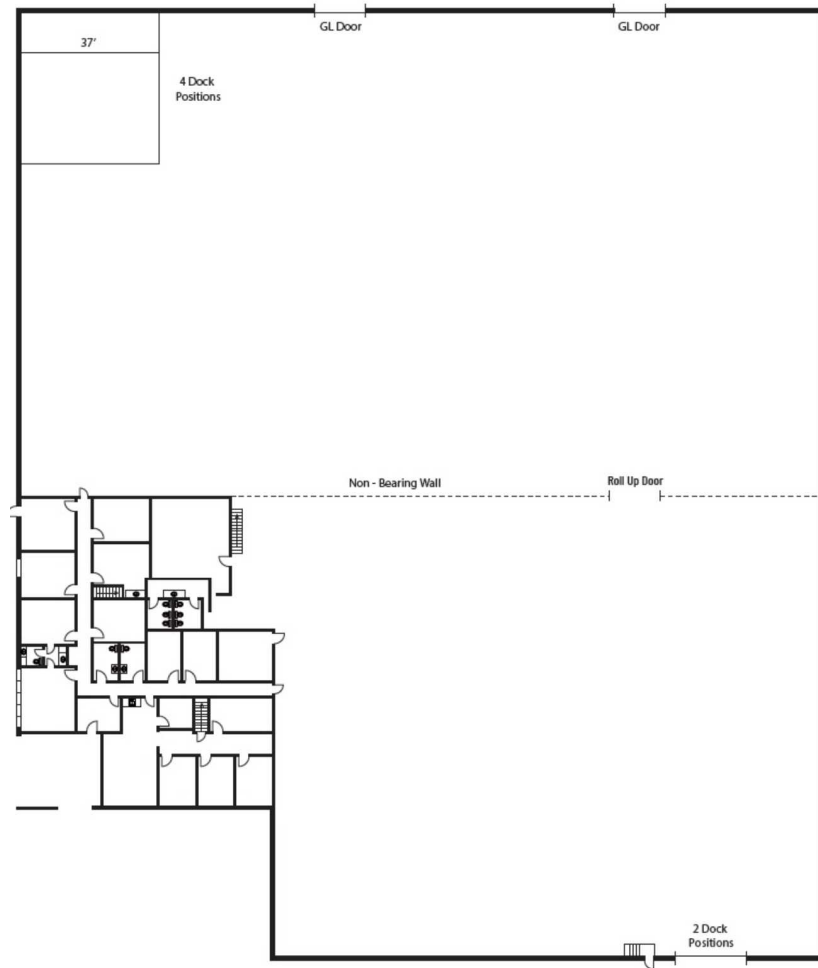 GL Door
GL Door
37'
4 Dock
Positions
Non - Bearing Wall
Roll Up Door
2 Dock
Positions